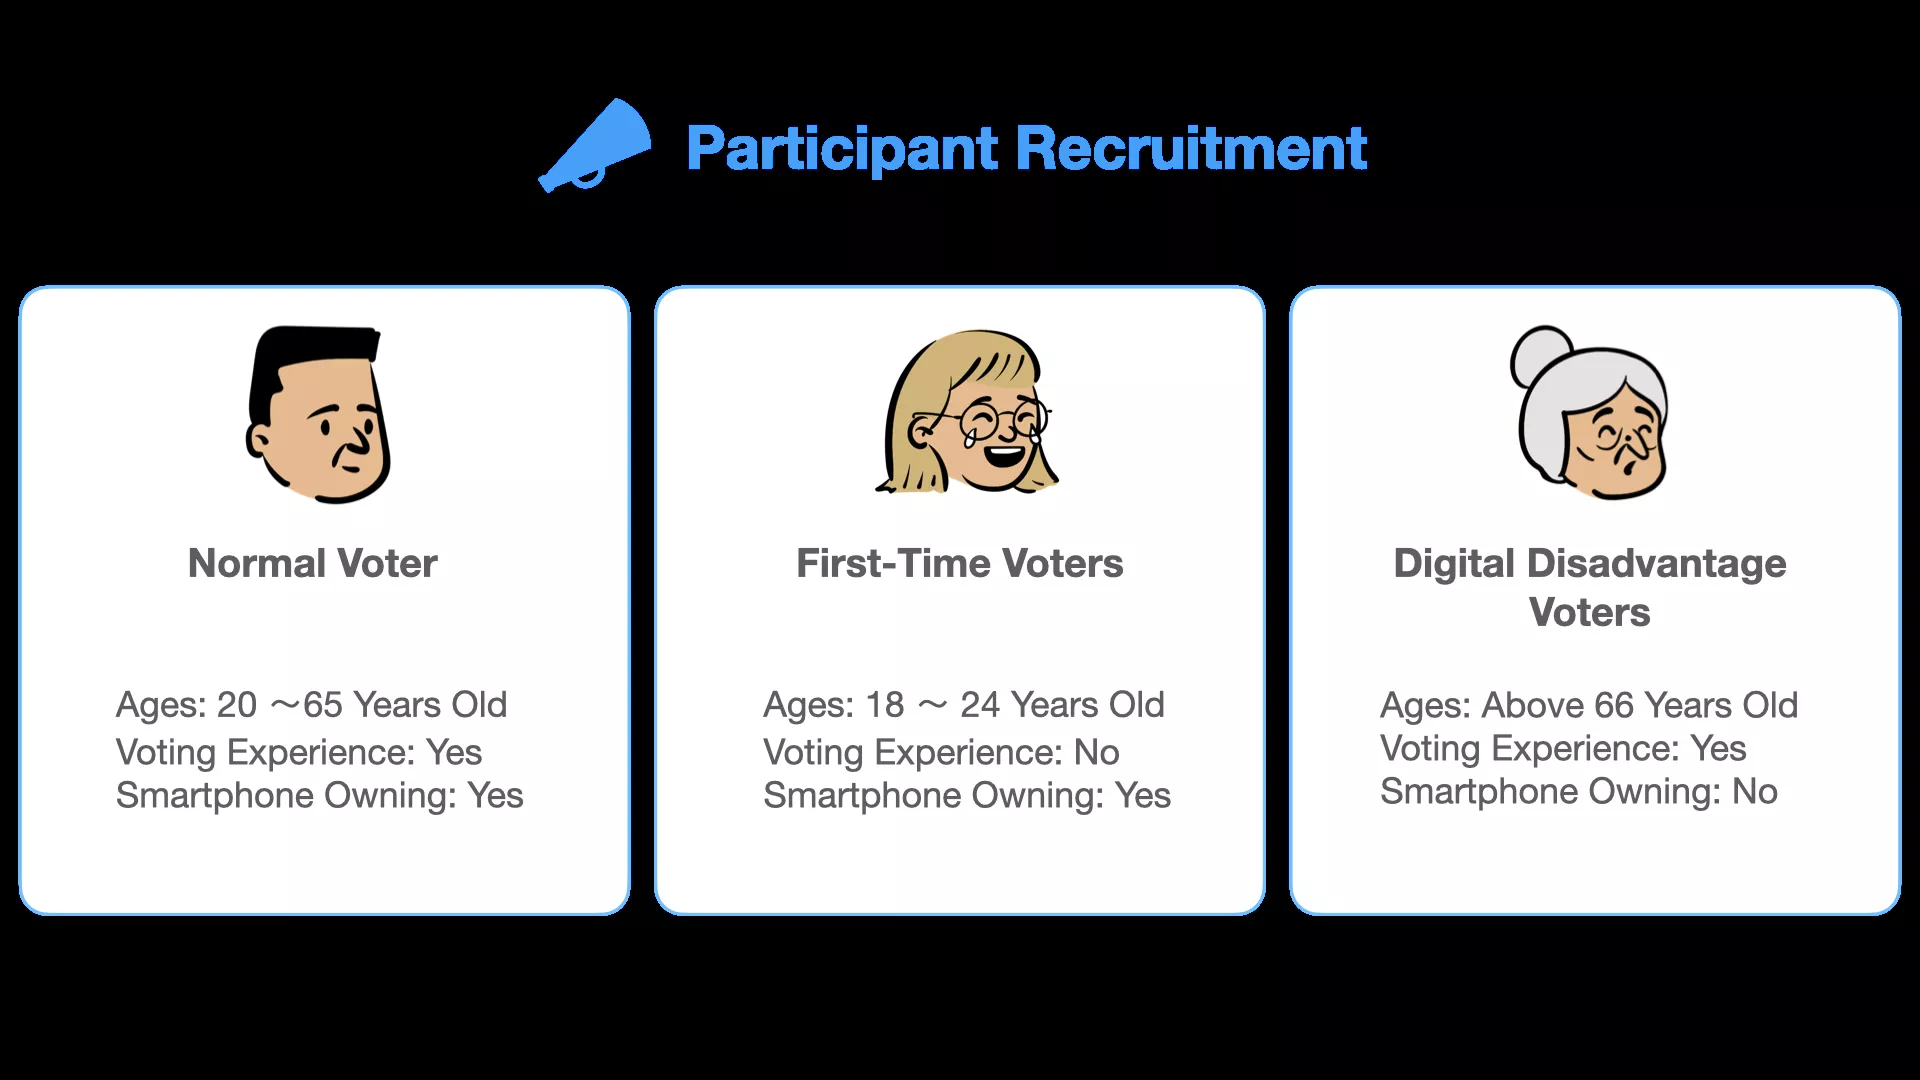 Participant Recruitment
Normal Voter
Ages: 20 ～65 Years Old
Voting Experience: Yes
Smartphone Owning: Yes
First-Time Voters
Ages: 18 ～ 24 Years Old
Voting Experience: No
Smartphone Owning: Yes
Digital Disadvantage
Voters
Ages: Above 66 Years Old
Voting Experience: Yes
Smartphone Owning: No